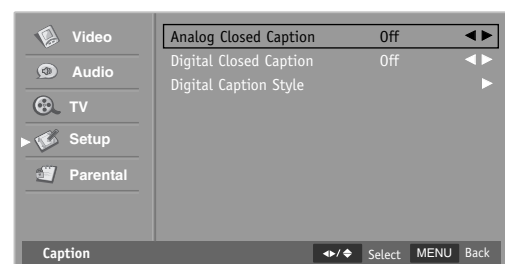 Video
Audio
TV
Setup
Parental
Analog Closed Caption Off
Digital Closed Caption Off
Digital Caption Style
Caption Select MENU Back